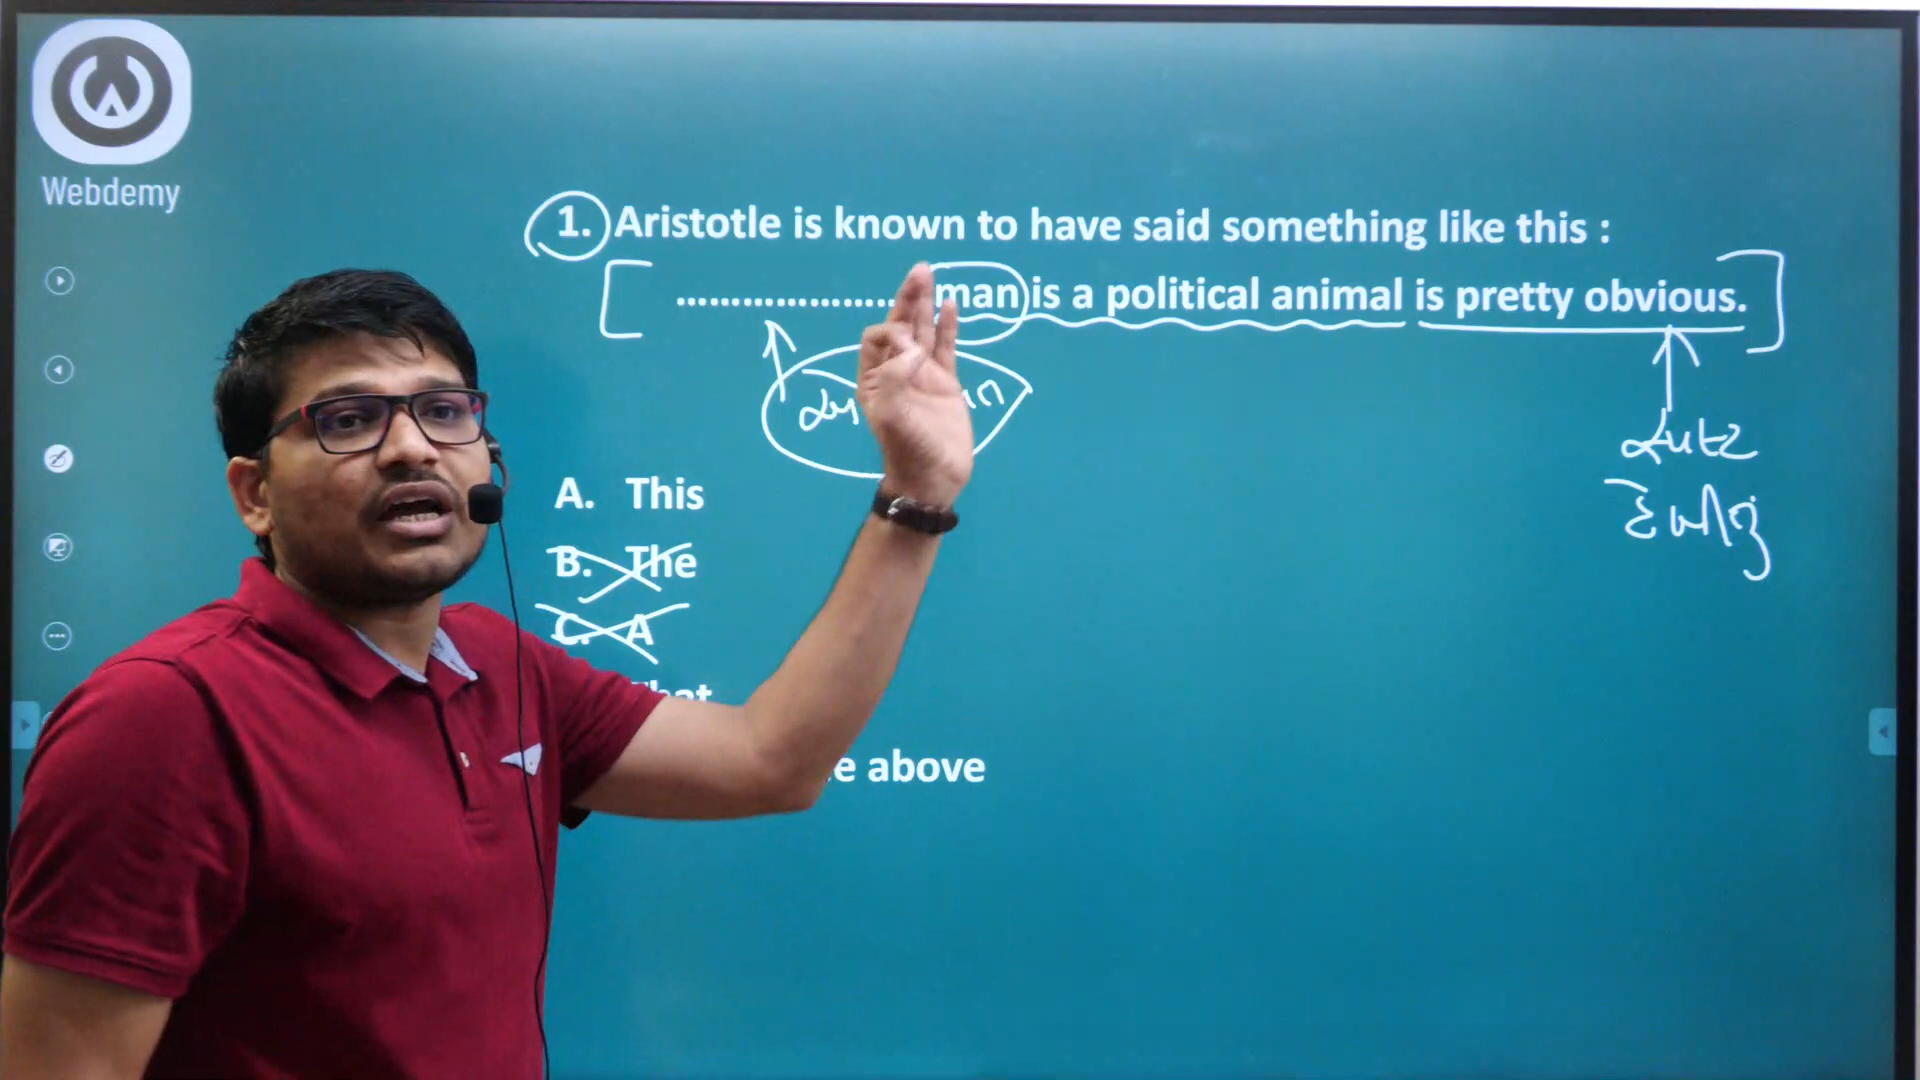 Webdemy
1. Aristotle is known to have said something like this :
..................... man is a political animal is pretty obvious.
A. This
B. The
C. A
That
above